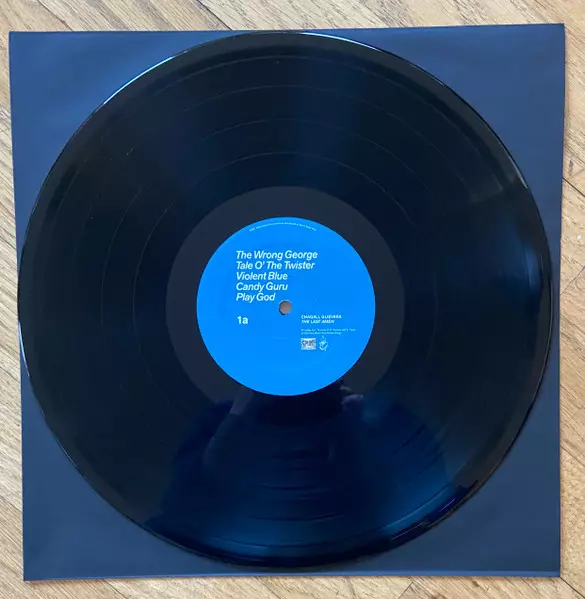 The Wrong George
Tale O' The Twister
Violent Blue
Candy Guru
Play God
1a
CHAGALL GUEVARA
THE LAST AMEN